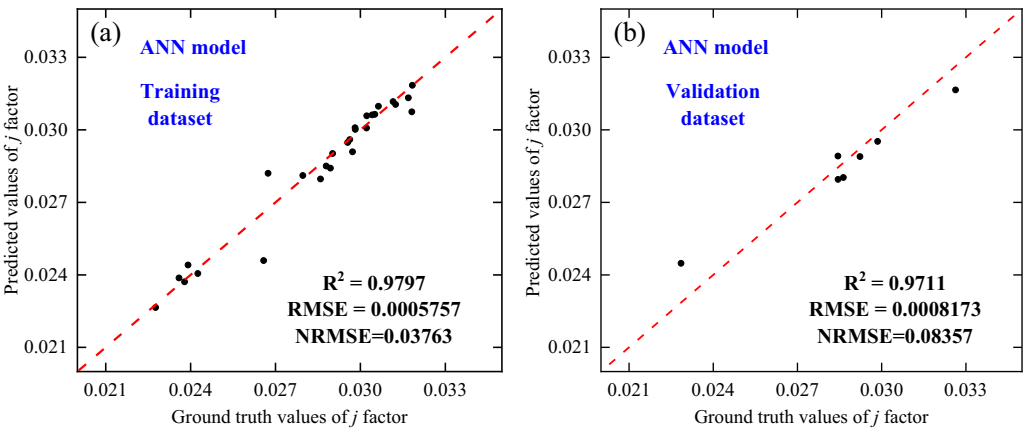 (a)
ANN model
Training
dataset
R² = 0.9797
RMSE = 0.0005757
NRMSE=0.03763
0.033
0.030
0.027
0.024
0.021
Predicted values of j factor
0.021 0.024 0.027 0.030 0.033
Ground truth values of j factor
(b)
ANN model
Validation
dataset
R² = 0.9711
RMSE = 0.0008173
NRMSE=0.08357
0.033
0.030
0.027
0.024
0.021
Predicted values of j factor
0.021 0.024 0.027 0.030 0.033
Ground truth values of j factor